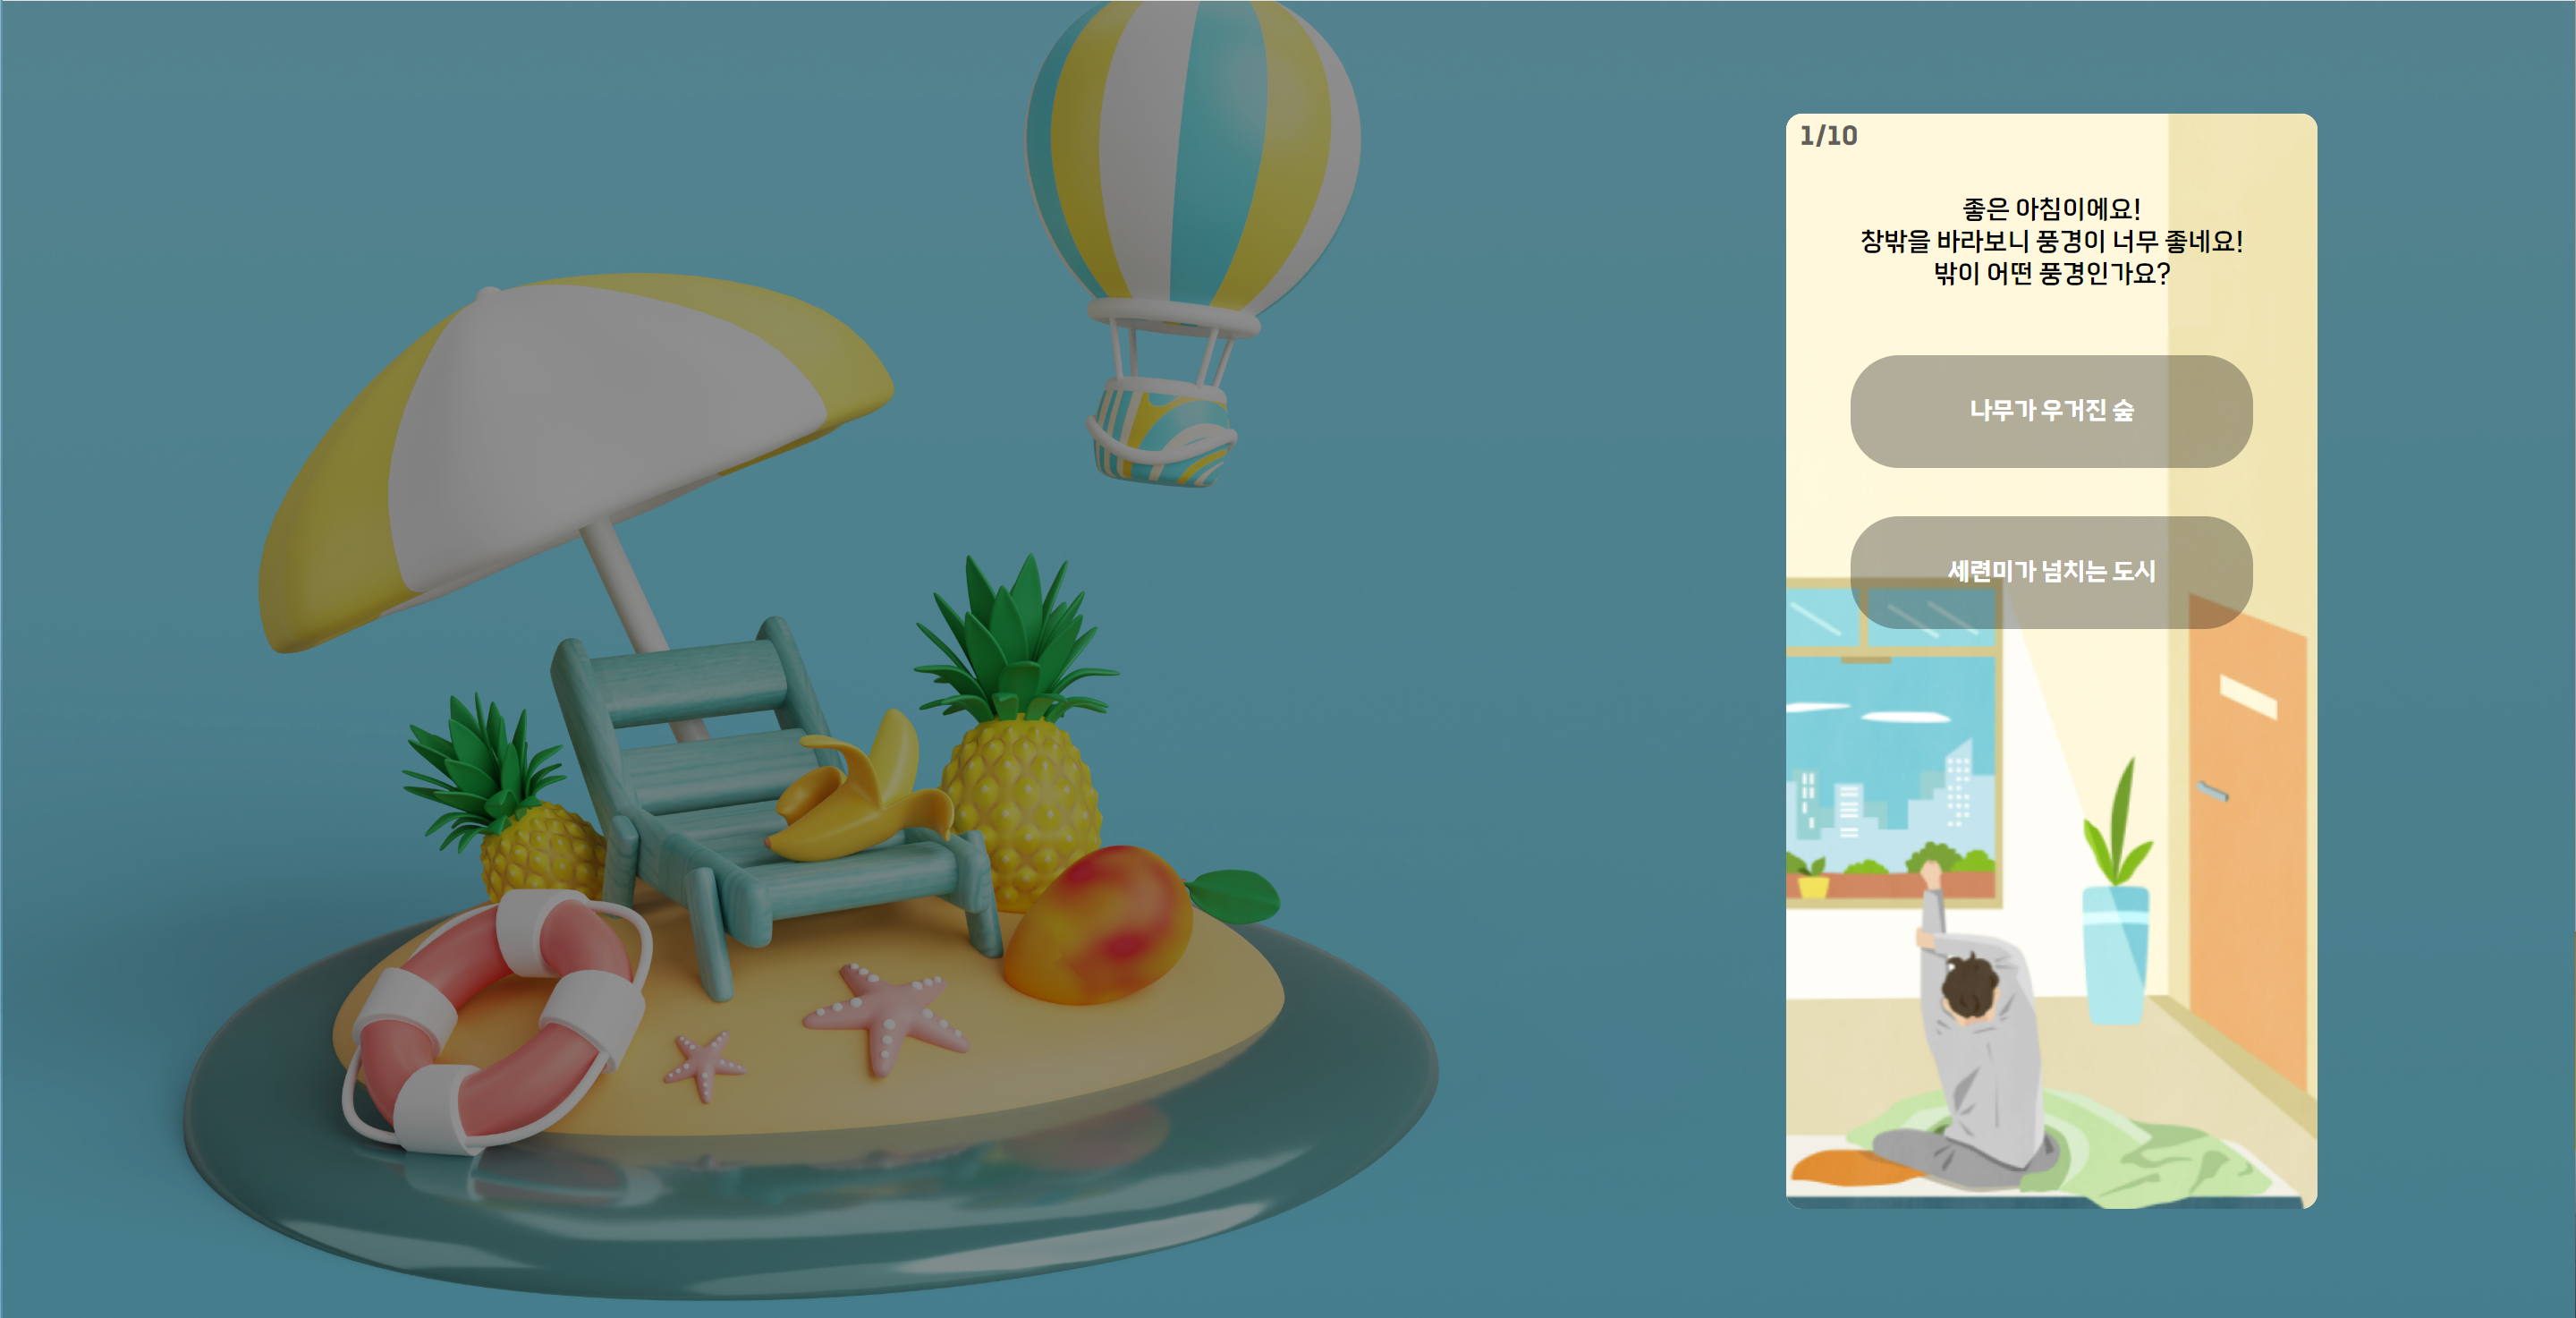 1/10
좋은 아침이에요!
창밖을 바라보니 풍경이 너무 좋네요!
밖이 어떤 풍경인가요?
나무가 우거진 숲
세련미가 넘치는 도시